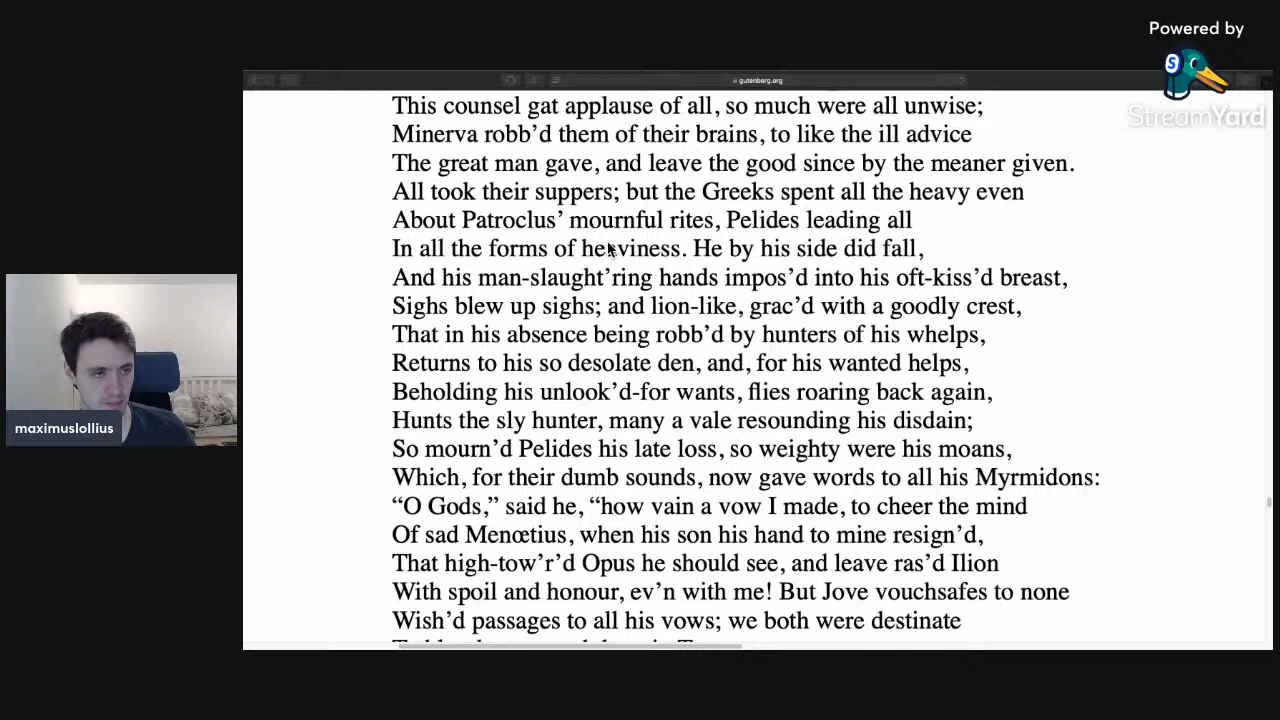 Powered by
S
StreamYard
gutenberg.org
This counsel gat applause of all, so much were all unwise;
Minerva robb’d them of their brains, to like the ill advice
The great man gave, and leave the good since by the meaner given.
All took their suppers; but the Greeks spent all the heavy even
About Patroclus’ mournful rites, Pelides leading all
In all the forms of heaviness. He by his side did fall,
And his man-slaught’ring hands impos’d into his oft-kiss’d breast,
Sighs blew up sighs; and lion-like, grac’d with a goodly crest,
That in his absence being robb’d by hunters of his whelps,
Returns to his so desolate den, and, for his wanted helps,
Beholding his unlook’d-for wants, flies roaring back again,
Hunts the sly hunter, many a vale resounding his disdain;
So mourn’d Pelides his late loss, so weighty were his moans,
Which, for their dumb sounds, now gave words to all his Myrmidons:
“O Gods,” said he, “how vain a vow I made, to cheer the mind
Of sad Menœtius, when his son his hand to mine resign’d,
That high-tow’r’d Opus he should see, and leave ras’d Ilion
With spoil and honour, ev’n with me! But Jove vouchsafes to none
Wish’d passages to all his vows; we both were destinate
maximuslollius